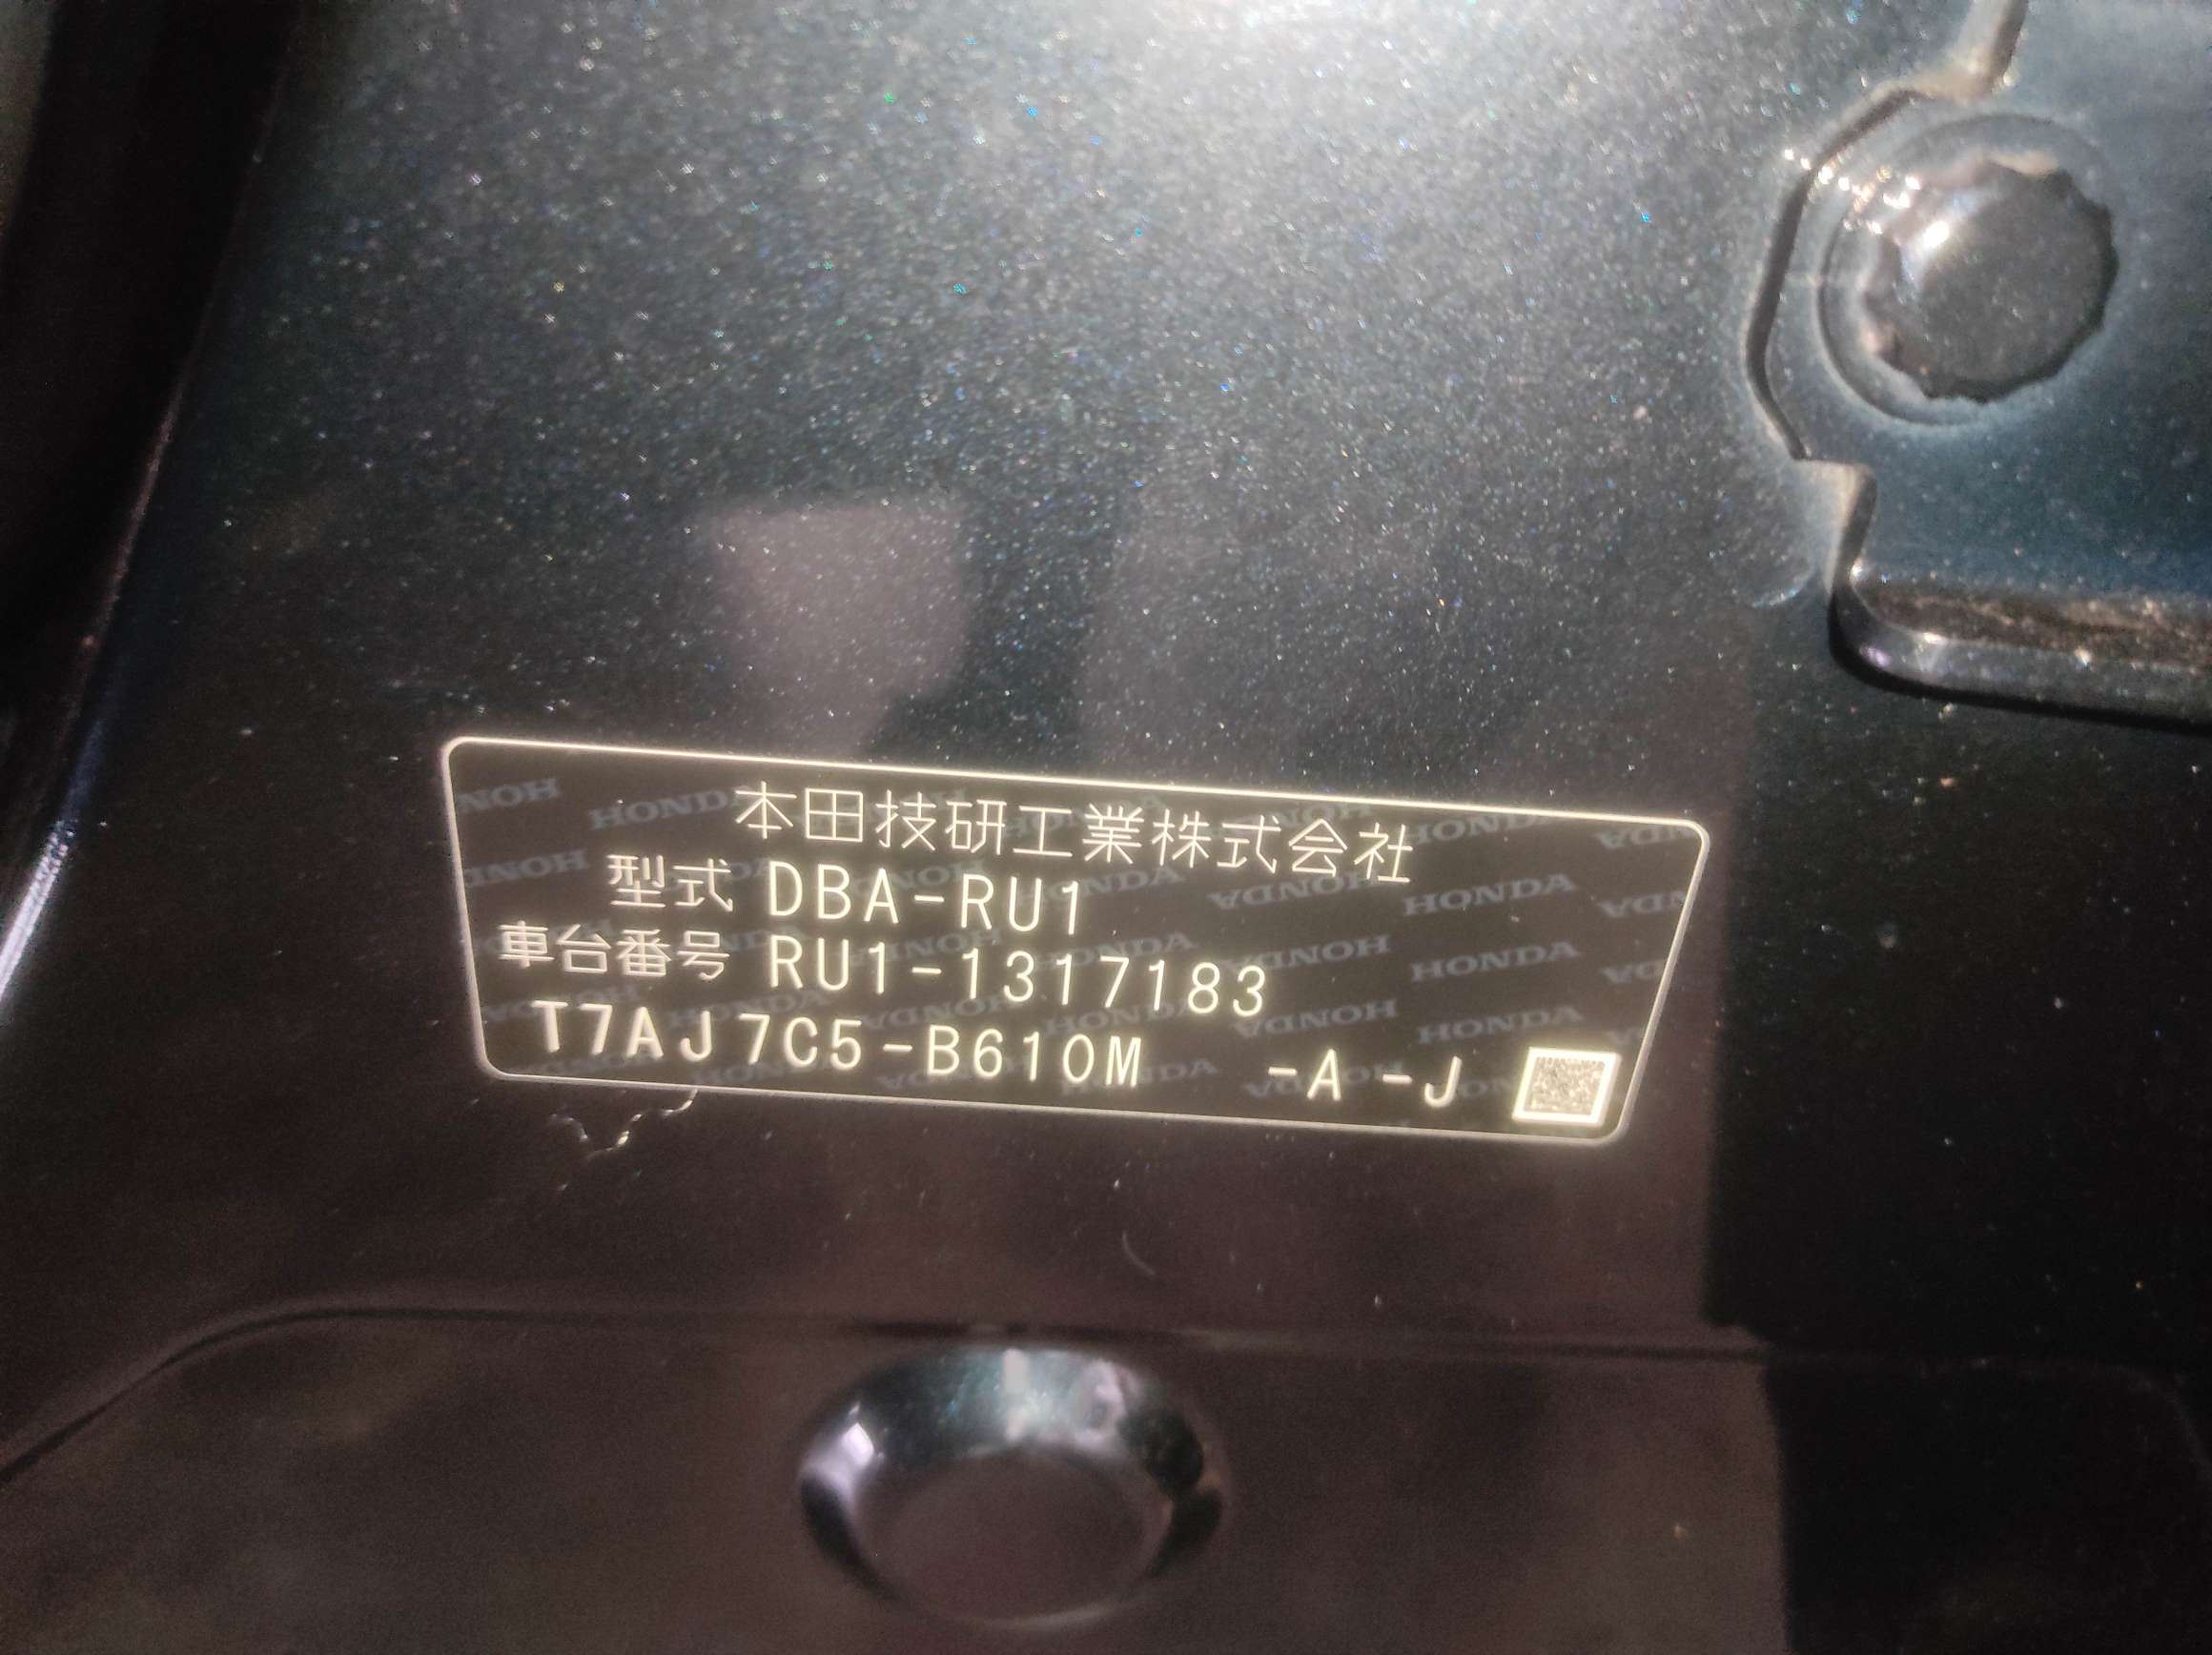 本田技研工業株式会社
型式 DBA-RU1
車台番号 RU1-1317183
T7AJ7C5-B610M -A -J